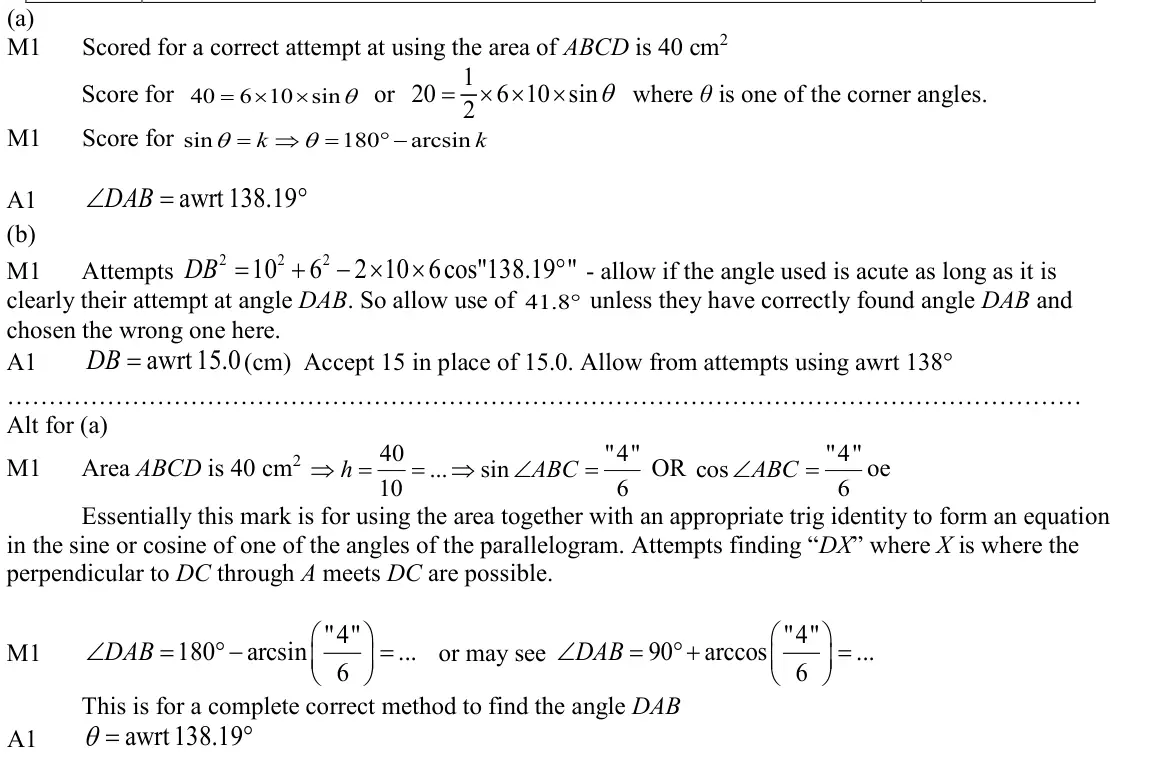 (a)
M1 Scored for a correct attempt at using the area of ABCD is 40 cm²
Score for 40 = 6×10×sin θ or 20 = 1/2 ×6×10×sin θ where θ is one of the corner angles.
M1 Score for sin θ = k ⇒ θ = 180° − arcsin k
A1 ∠DAB = awrt 138.19°
(b)
M1 Attempts DB² = 10² + 6² − 2×10×6cos"138.19°" - allow if the angle used is acute as long as it is
clearly their attempt at angle DAB. So allow use of 41.8° unless they have correctly found angle DAB and
chosen the wrong one here.
A1 DB = awrt 15.0 (cm) Accept 15 in place of 15.0. Allow from attempts using awrt 138°
……………………………………………………………………………………………………………………
Alt for (a)
M1 Area ABCD is 40 cm² ⇒ h = 40/10 = ... ⇒ sin ∠ABC = "4"/6 OR cos ∠ABC = "4"/6 oe
Essentially this mark is for using the area together with an appropriate trig identity to form an equation
in the sine or cosine of one of the angles of the parallelogram. Attempts finding “DX” where X is where the
perpendicular to DC through A meets DC are possible.
M1 ∠DAB = 180° − arcsin("4"/6) = ... or may see ∠DAB = 90° + arccos("4"/6) = ...
This is for a complete correct method to find the angle DAB
A1 θ = awrt 138.19°